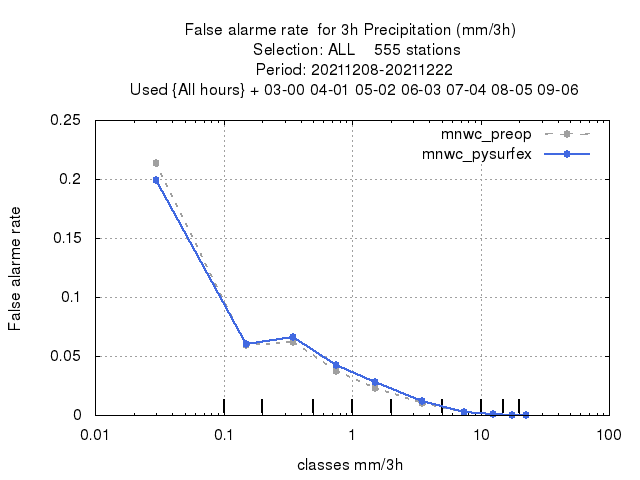 False alarme rate  for 3h Precipitation (mm/3h)
Selection: ALL    555 stations
Period: 20211208-20211222
Used {All hours} + 03-00 04-01 05-02 06-03 07-04 08-05 09-06
mnwc_preop
mnwc_pysurfex
False alarme rate
0.25
0.2
0.15
0.1
0.05
0
0.01 0.1 1 10 100
classes mm/3h